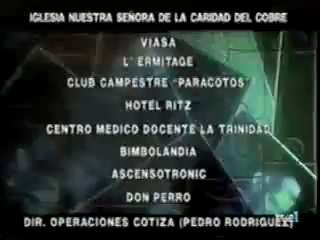 IGLESIA NUESTRA SEÑORA DE LA CARIDAD DEL COBRE
VIASA
L' ERMITAGE
CLUB CAMPESTRE "PARACOTOS"
HOTEL RITZ
CENTRO MEDICO DOCENTE LA TRINIDAD
BIMBOLANDIA
ASCENSOTRONIC
DON PERRO
DIR. OPERACIONES COTIZA (PEDRO RODRIGUEZ)